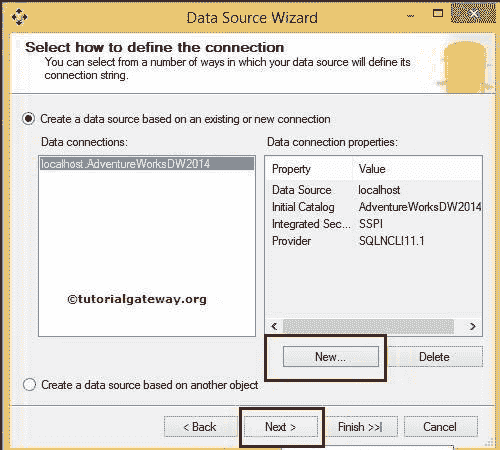 Data Source Wizard
Select how to define the connection
You can select from a number of ways in which your data source will define its
connection string.
Create a data source based on an existing or new connection
Data connections:
localhost.AdventureWorksDW2014
Data connection properties:
Property Value
Data Source localhost
Initial Catalog AdventureWorksDW2014
Integrated Sec... SSPI
Provider SQLNCLI11.1
©tutorialgateway.org
New... Delete
Create a data source based on another object
< Back Next > Finish >>| Cancel